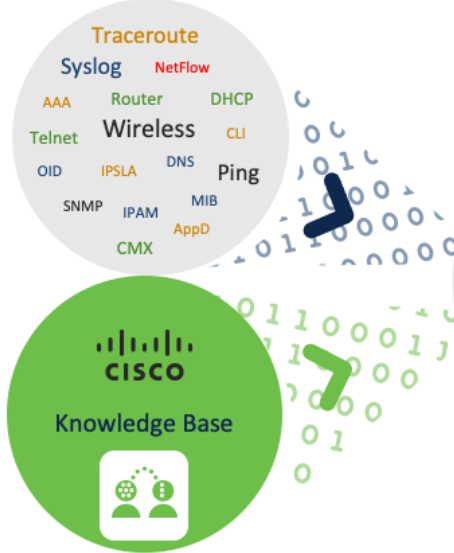 Traceroute
Syslog NetFlow
AAA Router DHCP
Telnet Wireless CLI
OID IPSLA DNS Ping
SNMP IPAM MIB
AppD
CMX
CISCO
Knowledge Base